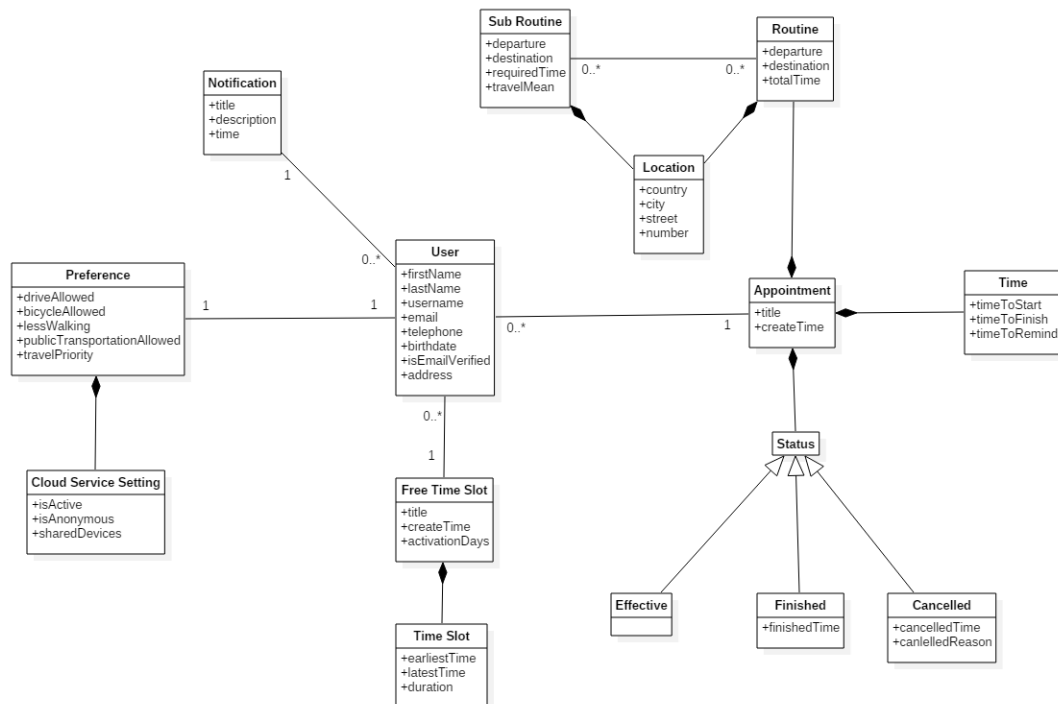 Sub Routine
+departure
+destination
+requiredTime
+travelMean
0..*
0..*
Routine
+departure
+destination
+totalTime
Notification
+title
+description
+time
1
0..*
Location
+country
+city
+street
+number
Preference
+driveAllowed
+bicycleAllowed
+lessWalking
+publicTransportationAllowed
+travelPriority
1
1
User
+firstName
+lastName
+username
+email
+telephone
+birthdate
+isEmailVerified
+address
0..*
1
Appointment
+title
+createTime
Time
+timeToStart
+timeToFinish
+timeToRemind
0..*
1
Status
Cloud Service Setting
+isActive
+isAnonymous
+sharedDevices
Free Time Slot
+title
+createTime
+activationDays
Effective
Finished
+finishedTime
Cancelled
+cancelledTime
+canlelledReason
Time Slot
+earliestTime
+latestTime
+duration